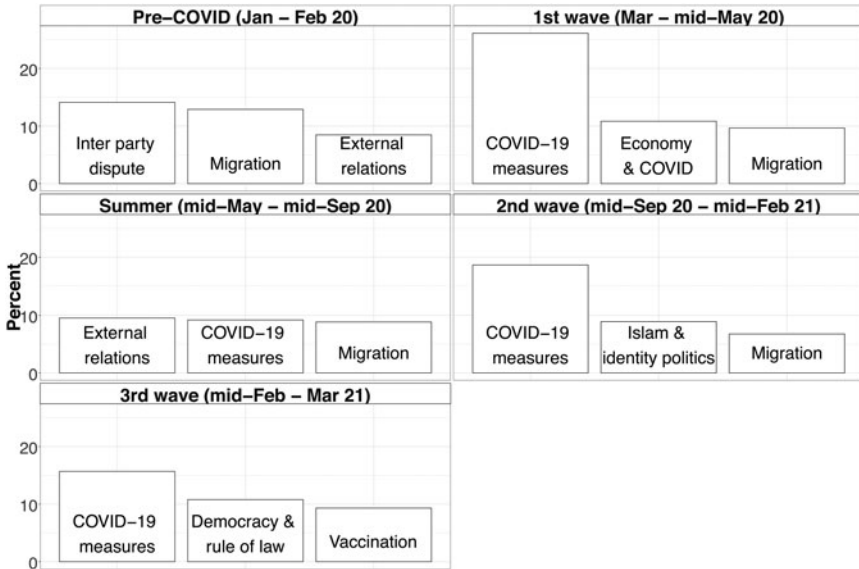 Pre–COVID (Jan – Feb 20)
1st wave (Mar – mid–May 20)
20
10
0
Inter party
dispute
Migration
External
relations
COVID–19
measures
Economy
& COVID
Migration
Summer (mid–May – mid–Sep 20)
2nd wave (mid–Sep 20 – mid–Feb 21)
Percent
20
10
0
External
relations
COVID–19
measures
Migration
COVID–19
measures
Islam &
identity politics
Migration
3rd wave (mid–Feb – Mar 21)
20
10
0
COVID–19
measures
Democracy &
rule of law
Vaccination